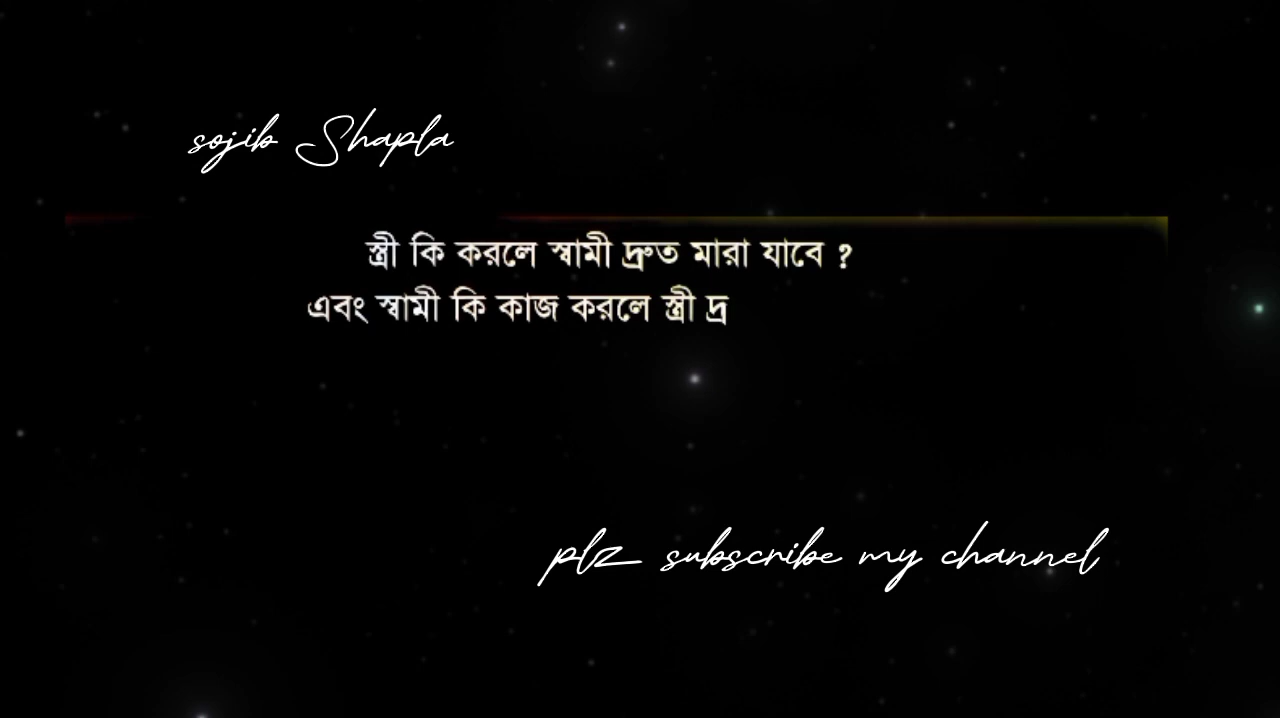 sojib Shapla
স্ত্রী কি করলে স্বামী দ্রুত মারা যাবে ?
এবং স্বামী কি কাজ করলে স্ত্রী দ্র
plz subscribe my channel